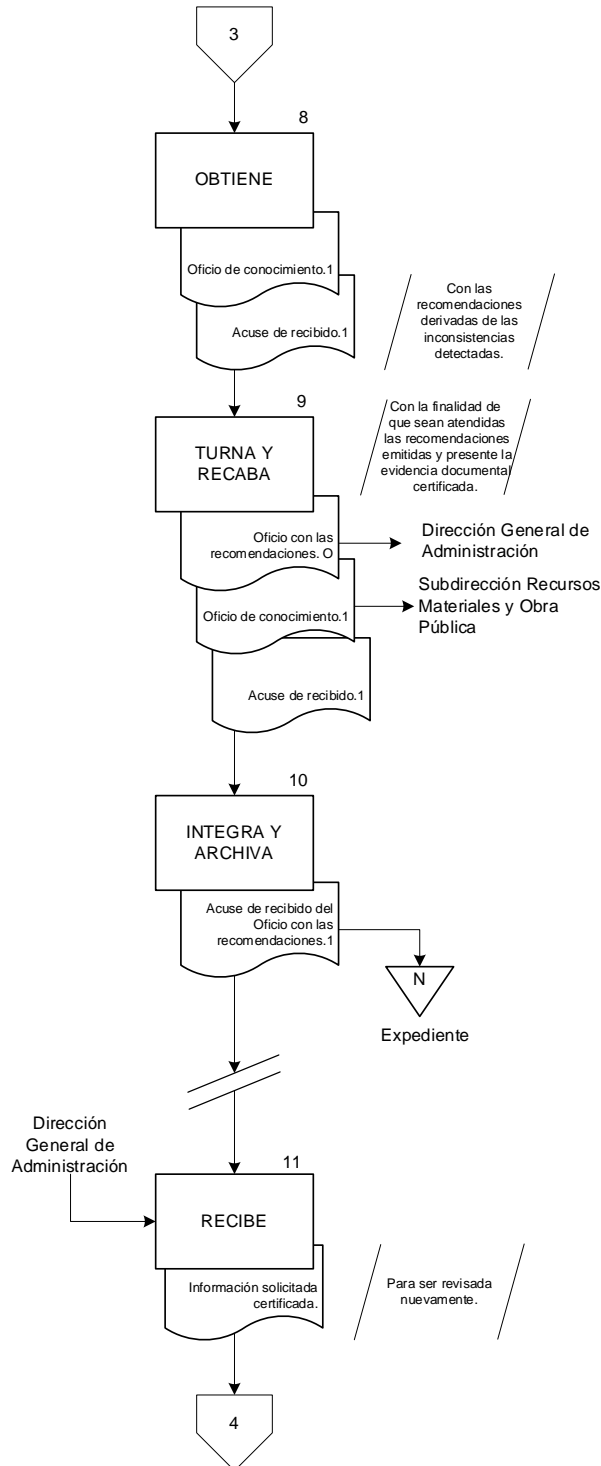 3
8
OBTIENE
Oficio de conocimiento.1
Acuse de recibido.1
Con las
recomendaciones
derivadas de las
inconsistencias
detectadas.
9
TURNA Y
RECABA
Con la finalidad de
que sean atendidas
las recomendaciones
emitidas y presente la
evidencia documental
certificada.
Oficio con las
recomendaciones. O
Dirección General de
Administración
Oficio de conocimiento.1
Subdirección Recursos
Materiales y Obra
Pública
Acuse de recibido.1
10
INTEGRA Y
ARCHIVA
Acuse de recibido del
Oficio con las
recomendaciones.1
N
Expediente
Dirección
General de
Administración
11
RECIBE
Información solicitada
certificada.
Para ser revisada
nuevamente.
4